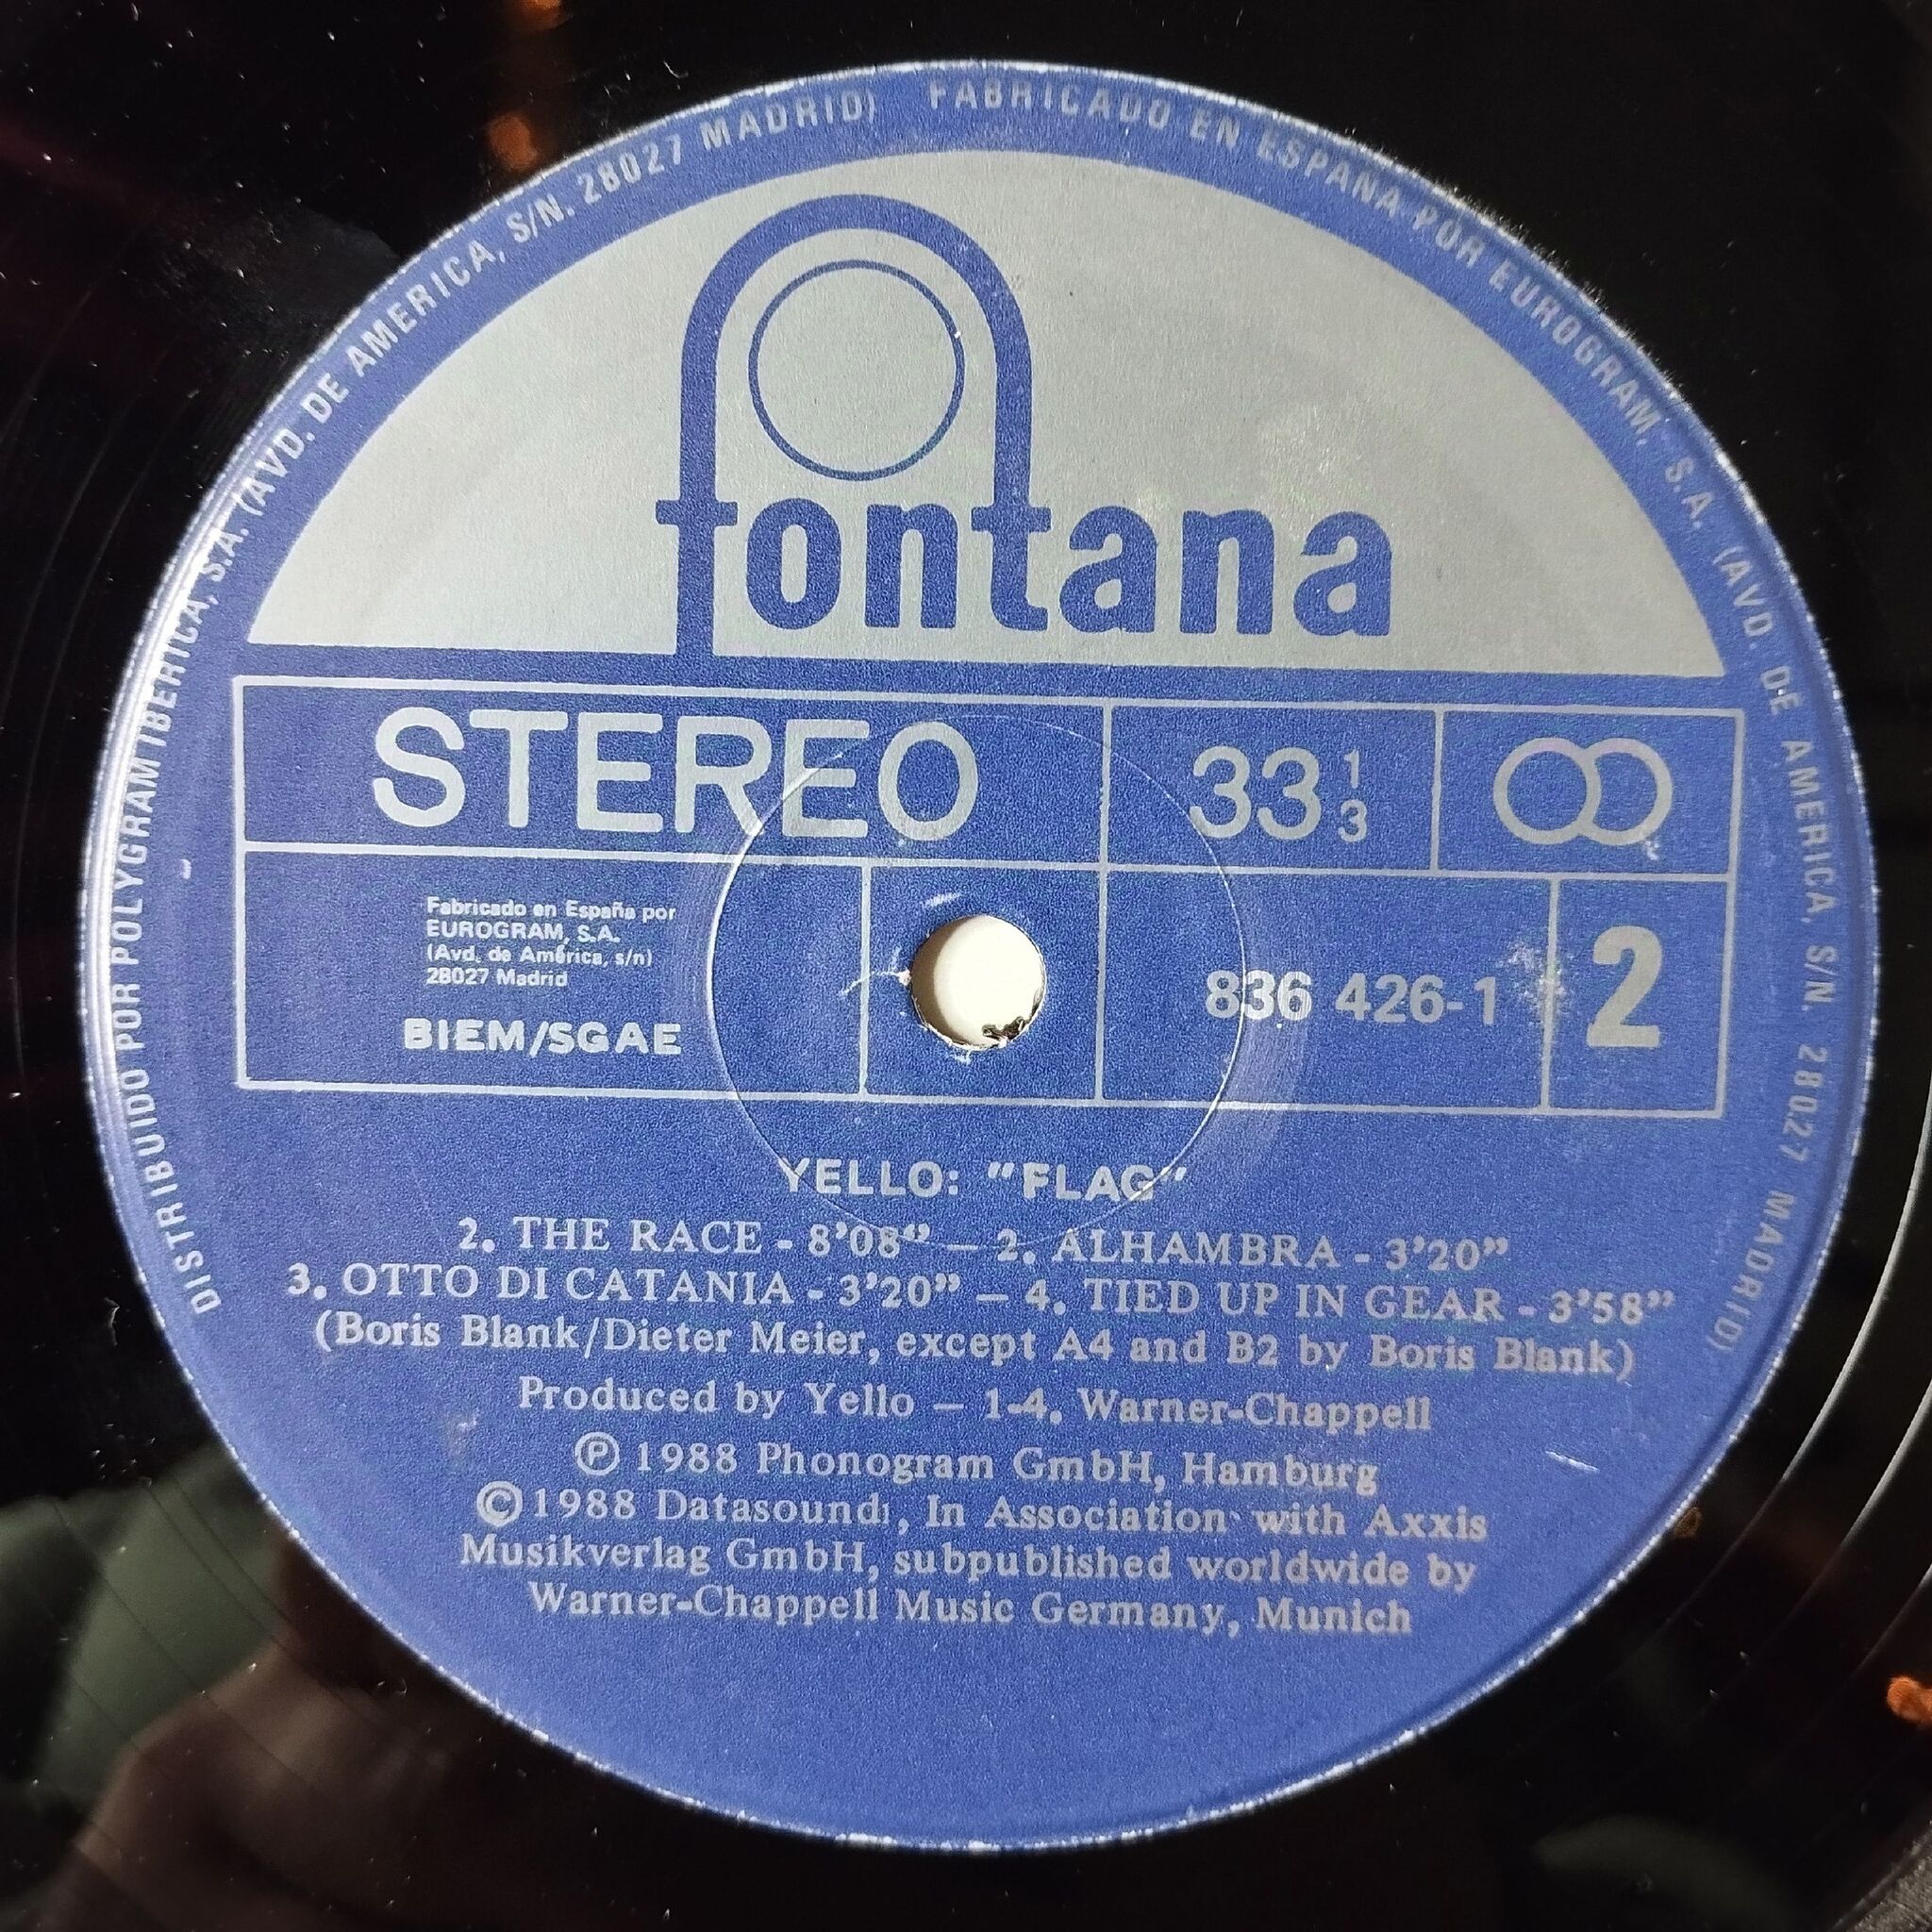 DISTRIBUIDO POR POLYGRAM IBERICA, S.A. (AVD. DE AMERICA, S/N. 28027 MADRID)
FABRICADO EN ESPAÑA POR EUROGRAM, S.A. (AVD. DE AMERICA, S/N. 28027 MADRID)
fontana
STEREO
33 1/3
Fabricado en España por
EUROGRAM, S.A.
(Avd. de América, s/n)
28027 Madrid
BIEM/SGAE
836 426-1
2
YELLO: "FLAG"
2. THE RACE - 8'08" — 2. ALHAMBRA - 3'20"
3. OTTO DI CATANIA - 3'20" — 4. TIED UP IN GEAR - 3'58"
(Boris Blank/Dieter Meier, except A4 and B2 by Boris Blank)
Produced by Yello — 1-4. Warner-Chappell
Ⓟ 1988 Phonogram GmbH, Hamburg
© 1988 Datasound, In Association with Axxis
Musikverlag GmbH, subpublished worldwide by
Warner-Chappell Music Germany, Munich